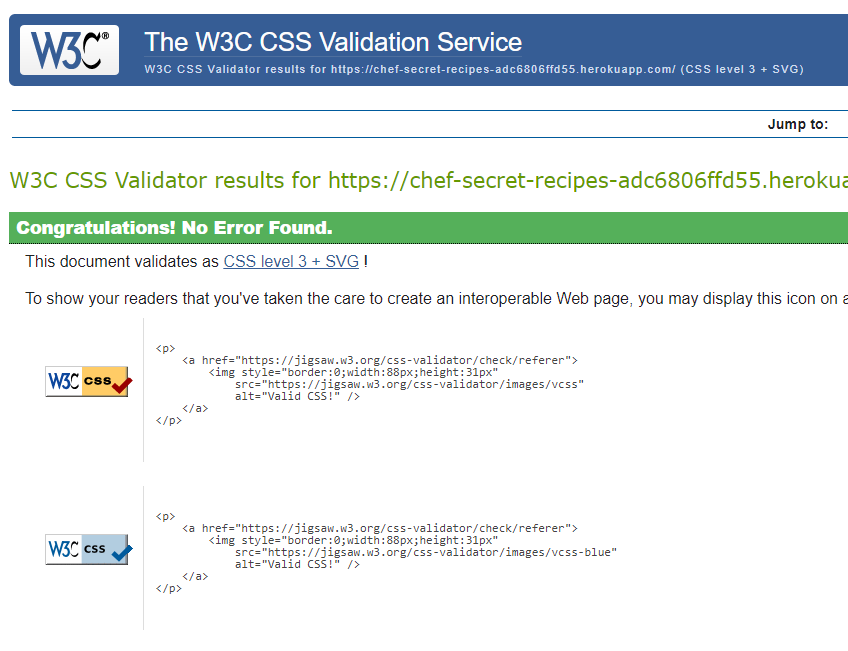 W3C®
The W3C CSS Validation Service
W3C CSS Validator results for https://chef-secret-recipes-adc6806ffd55.herokuapp.com/ (CSS level 3 + SVG)
Jump to:
W3C CSS Validator results for https://chef-secret-recipes-adc6806ffd55.heroku
Congratulations! No Error Found.
This document validates as CSS level 3 + SVG !
To show your readers that you've taken the care to create an interoperable Web page, you may display this icon on a
W3C css
<p>
<a href="https://jigsaw.w3.org/css-validator/check/referer">
<img style="border:0;width:88px;height:31px"
src="https://jigsaw.w3.org/css-validator/images/vcss"
alt="Valid CSS!" />
</a>
</p>
W3C css
<p>
<a href="https://jigsaw.w3.org/css-validator/check/referer">
<img style="border:0;width:88px;height:31px"
src="https://jigsaw.w3.org/css-validator/images/vcss-blue"
alt="Valid CSS!" />
</a>
</p>